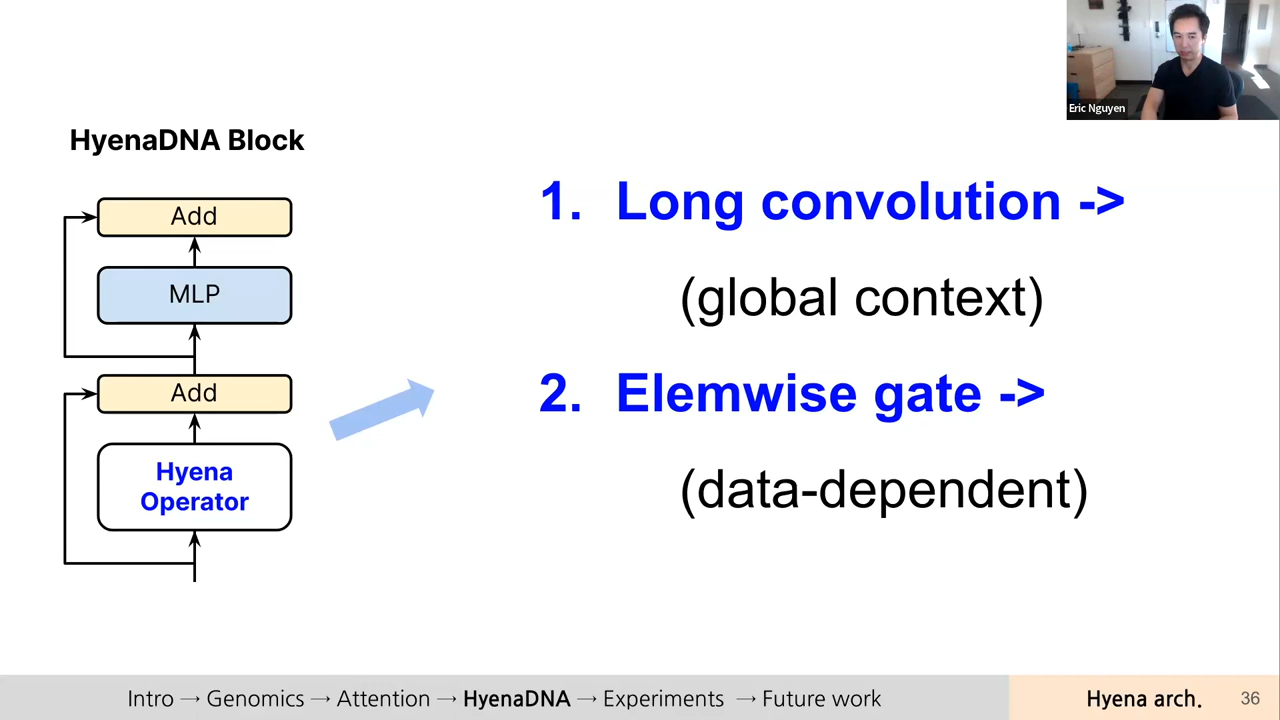 Eric Nguyen
HyenaDNA Block
Add
MLP
Add
Hyena
Operator
1. Long convolution ->
(global context)
2. Elemwise gate ->
(data-dependent)
Intro → Genomics → Attention → HyenaDNA → Experiments → Future work
Hyena arch.
36